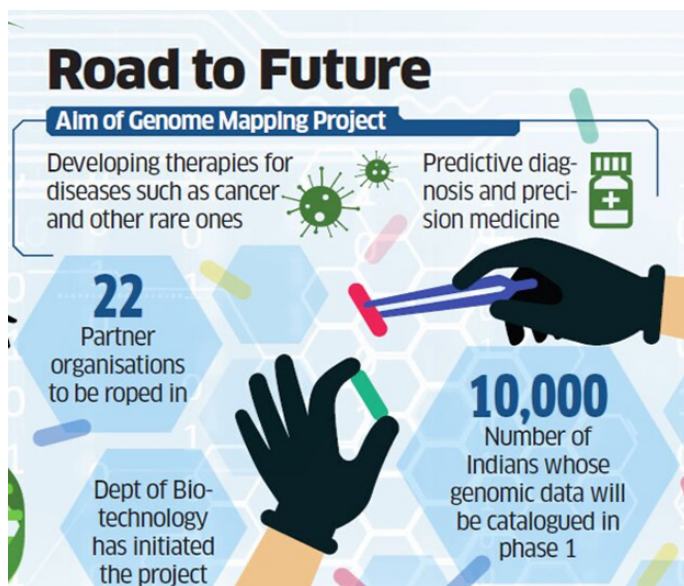 Road to Future
Aim of Genome Mapping Project
Developing therapies for
diseases such as cancer
and other rare ones
Predictive diag-
nosis and preci-
sion medicine
22
Partner
organisations
to be roped in
10,000
Number of
Indians whose
genomic data will
be catalogued in
phase 1
Dept of Bio-
technology
has initiated
the project